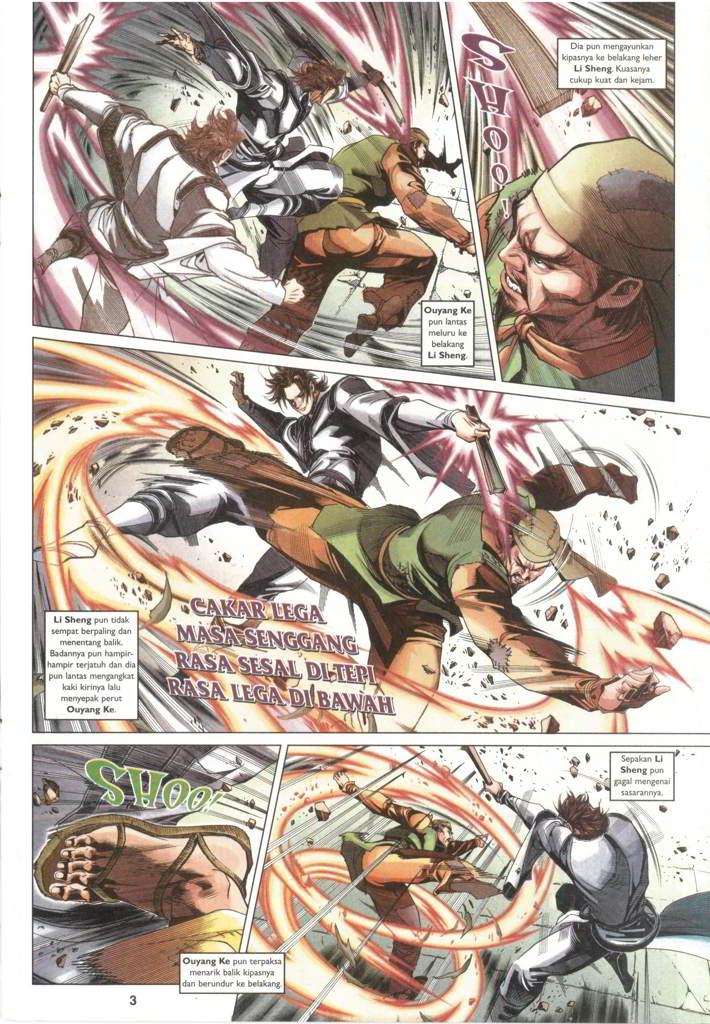 Ouyang Ke
pun lantas
meluru ke
belakang
Li Sheng.
Dia pun mengayunkan
kipasnya ke belakang leher
Li Sheng. Kuasanya
cukup kuat dan kejam.
SHOO!
Li Sheng pun tidak
sempat berpaling dan
menentang balik.
Badannya pun hampir-
hampir terjatuh dan dia
pun lantas mengangkat
kaki kirinya lalu
menyepak perut
Ouyang Ke.
CAKAR LEGA
MASA SENGGANG
RASA SESAL DI TEPI
RASA LEGA DI BAWAH
SHOO!
Ouyang Ke pun terpaksa
menarik balik kipasnya
dan berundur ke belakang.
Sepakan Li
Sheng pun
gagal mengenai
sasarannya.
3